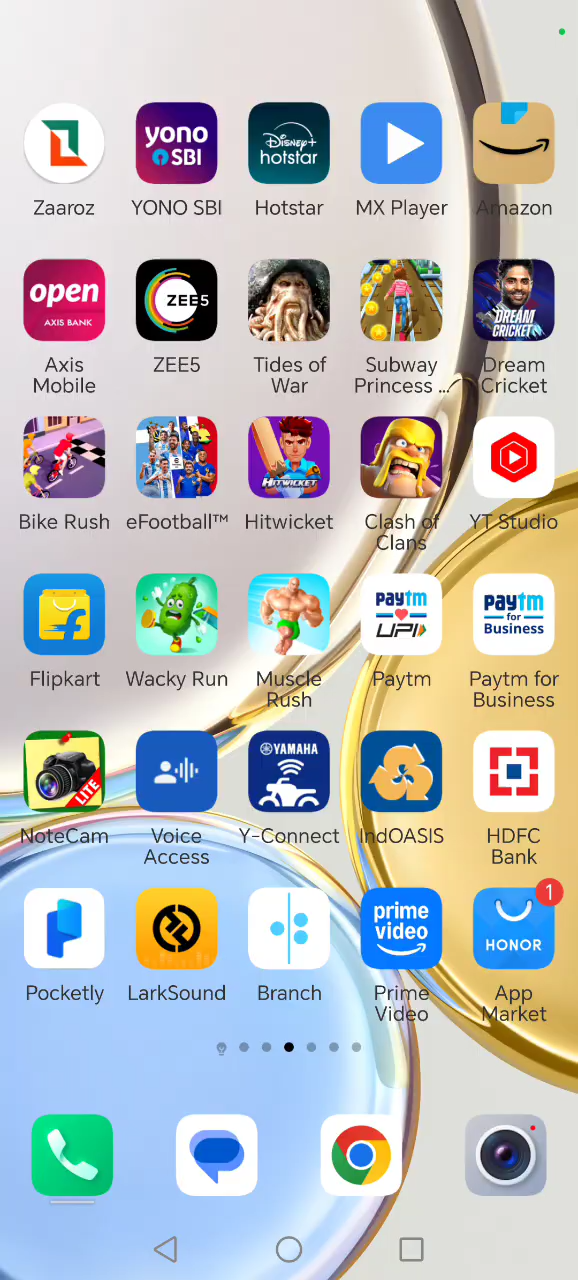 yono
SBI
Disney+
hotstar
Zaaroz
YONO SBI
Hotstar
MX Player
Amazon
open
AXIS BANK
ZEE5
DREAM
CRICKET
Axis
Mobile
ZEE5
Tides of
War
Subway
Princess ...
Dream
Cricket
HITWICKET
Bike Rush
eFootball™
Hitwicket
Clash of
Clans
YT Studio
paytm
UPI
paytm
for
Business
Flipkart
Wacky Run
Muscle
Rush
Paytm
Paytm for
Business
LITE
YAMAHA
NoteCam
Voice
Access
Y-Connect
IndOASIS
HDFC
Bank
prime
video
1
HONOR
Pocketly
LarkSound
Branch
Prime
Video
App
Market